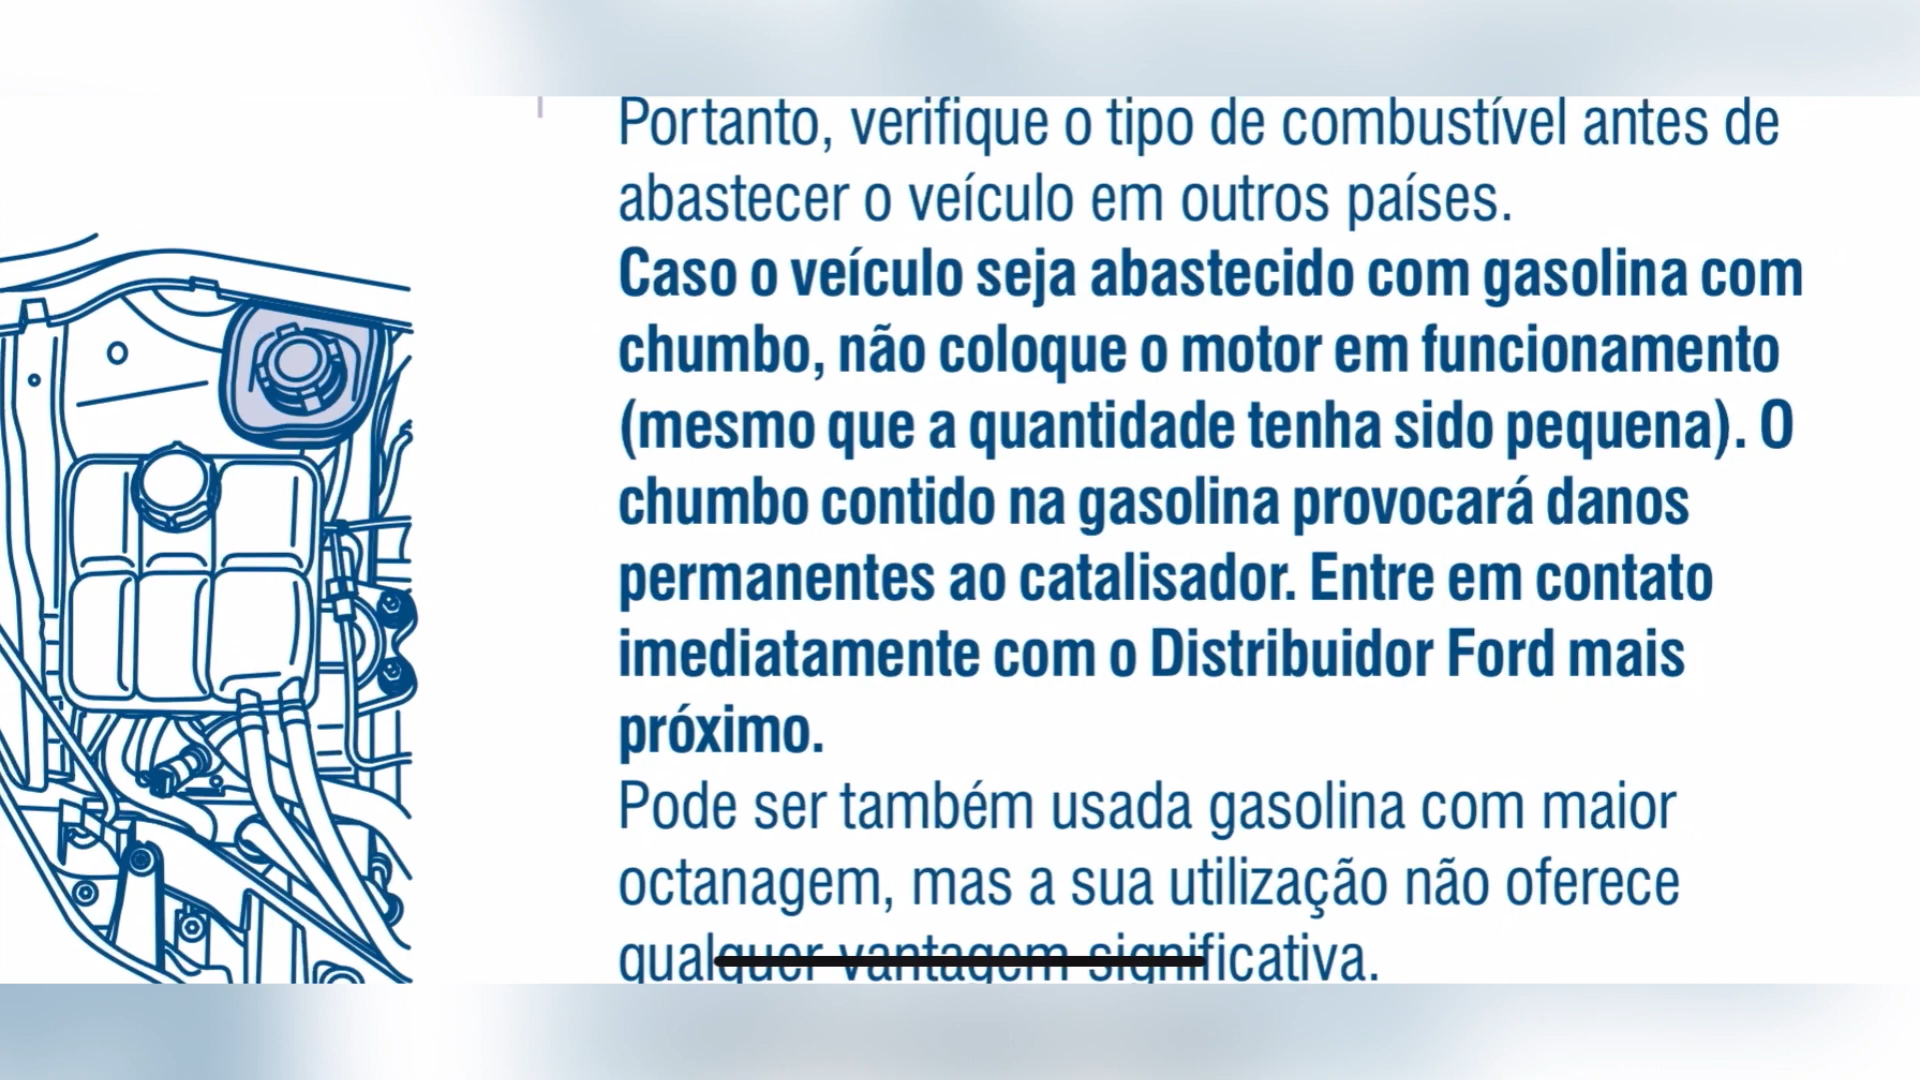 Portanto, verifique o tipo de combustível antes de
abastecer o veículo em outros países.
Caso o veículo seja abastecido com gasolina com
chumbo, não coloque o motor em funcionamento
(mesmo que a quantidade tenha sido pequena). O
chumbo contido na gasolina provocará danos
permanentes ao catalisador. Entre em contato
imediatamente com o Distribuidor Ford mais
próximo.
Pode ser também usada gasolina com maior
octanagem, mas a sua utilização não oferece
qualquer vantagem significativa.